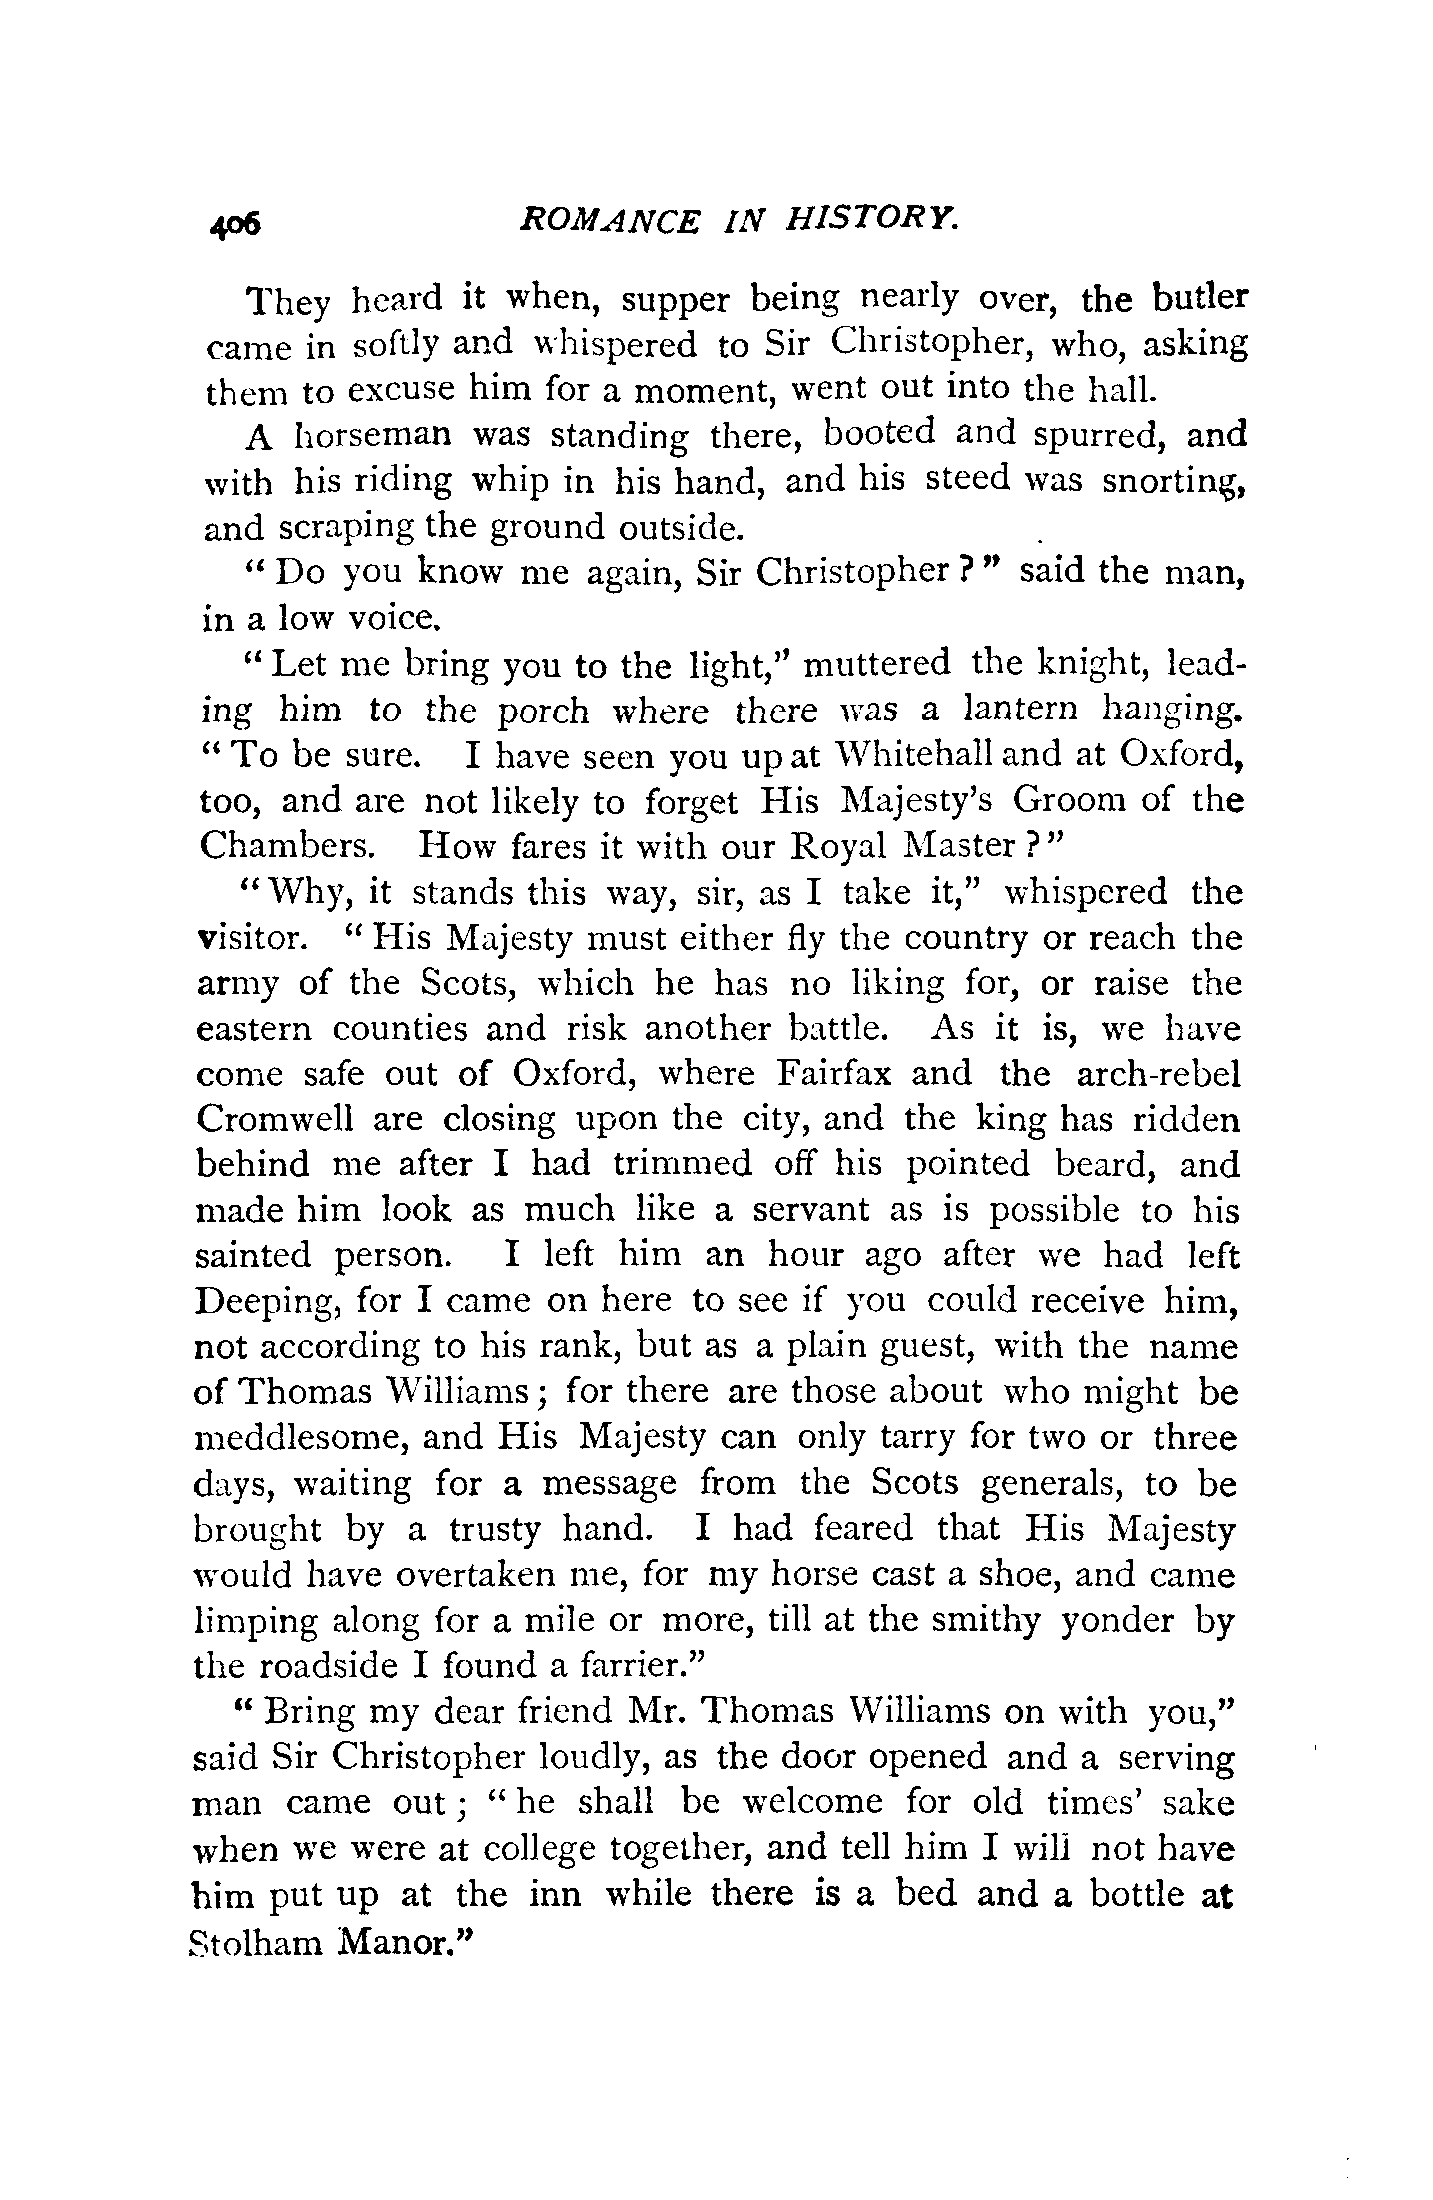 406 ROMANCE IN HISTORY.
They heard it when, supper being nearly over, the butler
came in softly and whispered to Sir Christopher, who, asking
them to excuse him for a moment, went out into the hall.
A horseman was standing there, booted and spurred, and
with his riding whip in his hand, and his steed was snorting,
and scraping the ground outside.
“ Do you know me again, Sir Christopher ? ” said the man,
in a low voice.
“ Let me bring you to the light,” muttered the knight, lead-
ing him to the porch where there was a lantern hanging.
“ To be sure. I have seen you up at Whitehall and at Oxford,
too, and are not likely to forget His Majesty's Groom of the
Chambers. How fares it with our Royal Master ? ”
“ Why, it stands this way, sir, as I take it,” whispered the
visitor. “ His Majesty must either fly the country or reach the
army of the Scots, which he has no liking for, or raise the
eastern counties and risk another battle. As it is, we have
come safe out of Oxford, where Fairfax and the arch-rebel
Cromwell are closing upon the city, and the king has ridden
behind me after I had trimmed off his pointed beard, and
made him look as much like a servant as is possible to his
sainted person. I left him an hour ago after we had left
Deeping, for I came on here to see if you could receive him,
not according to his rank, but as a plain guest, with the name
of Thomas Williams ; for there are those about who might be
meddlesome, and His Majesty can only tarry for two or three
days, waiting for a message from the Scots generals, to be
brought by a trusty hand. I had feared that His Majesty
would have overtaken me, for my horse cast a shoe, and came
limping along for a mile or more, till at the smithy yonder by
the roadside I found a farrier.”
“ Bring my dear friend Mr. Thomas Williams on with you,”
said Sir Christopher loudly, as the door opened and a serving
man came out ; “ he shall be welcome for old times' sake
when we were at college together, and tell him I will not have
him put up at the inn while there is a bed and a bottle at
Stolham Manor.”